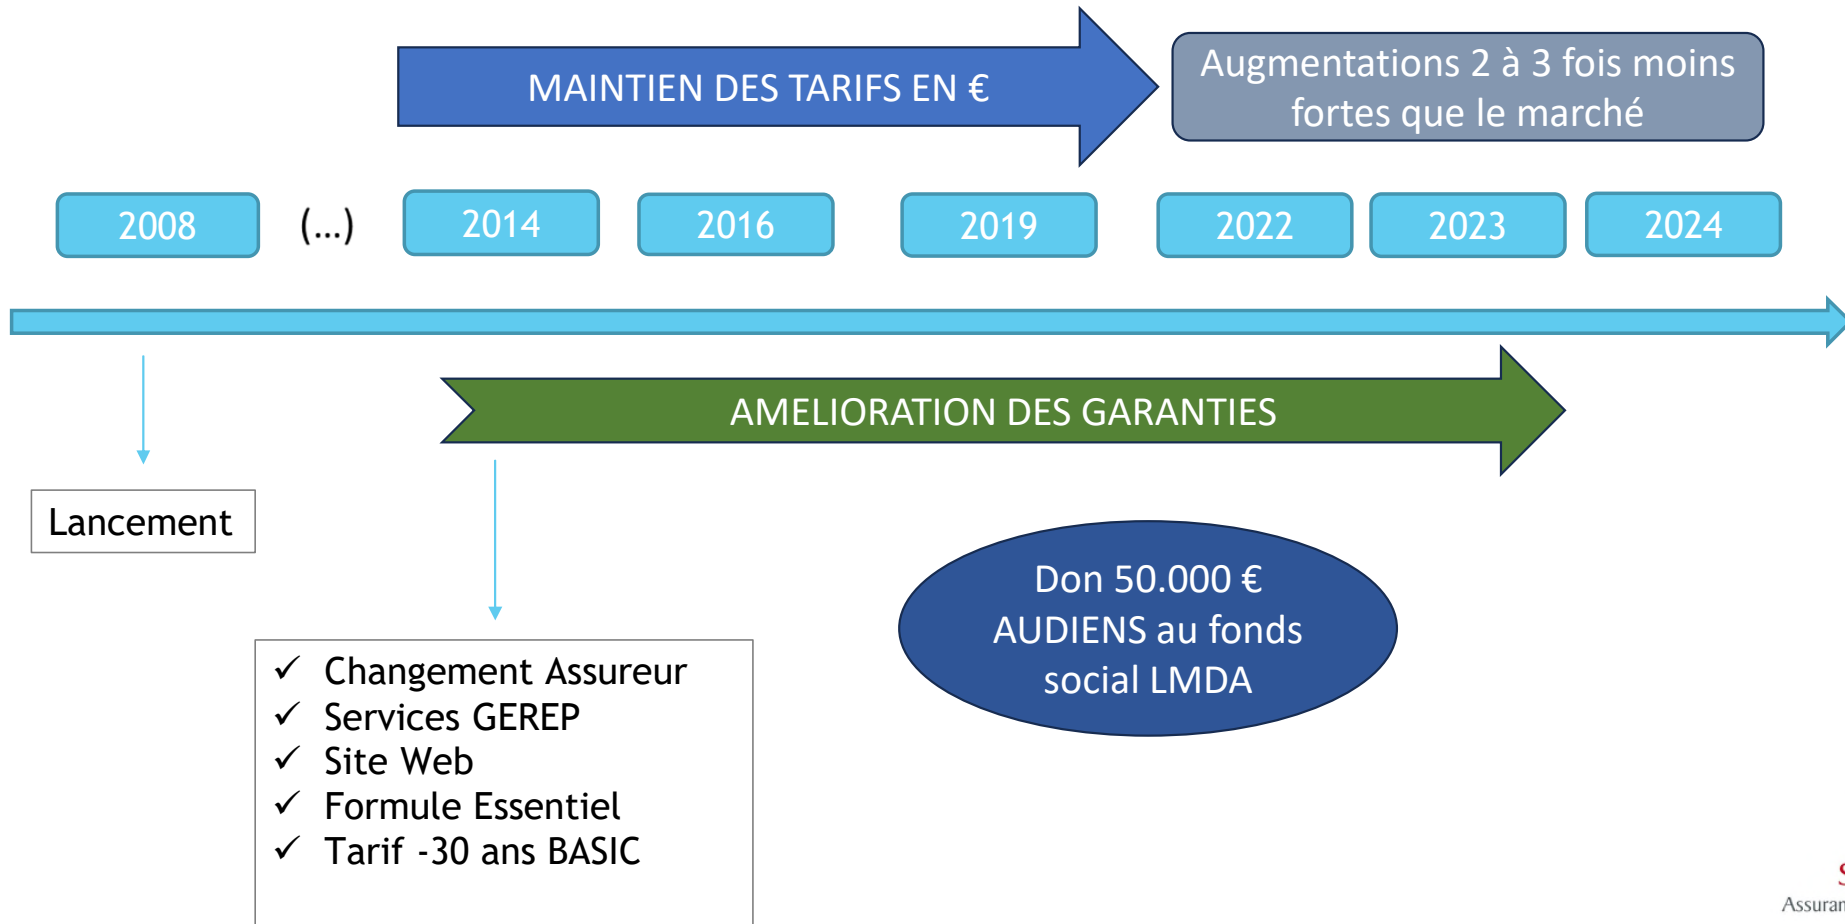 MAINTIEN DES TARIFS EN €
Augmentations 2 à 3 fois moins
fortes que le marché
2008
(...)
2014
2016
2019
2022
2023
2024
AMELIORATION DES GARANTIES
Lancement
Don 50.000 €
AUDIENS au fonds
social LMDA
✓ Changement Assureur
✓ Services GEREP
✓ Site Web
✓ Formule Essentiel
✓ Tarif -30 ans BASIC